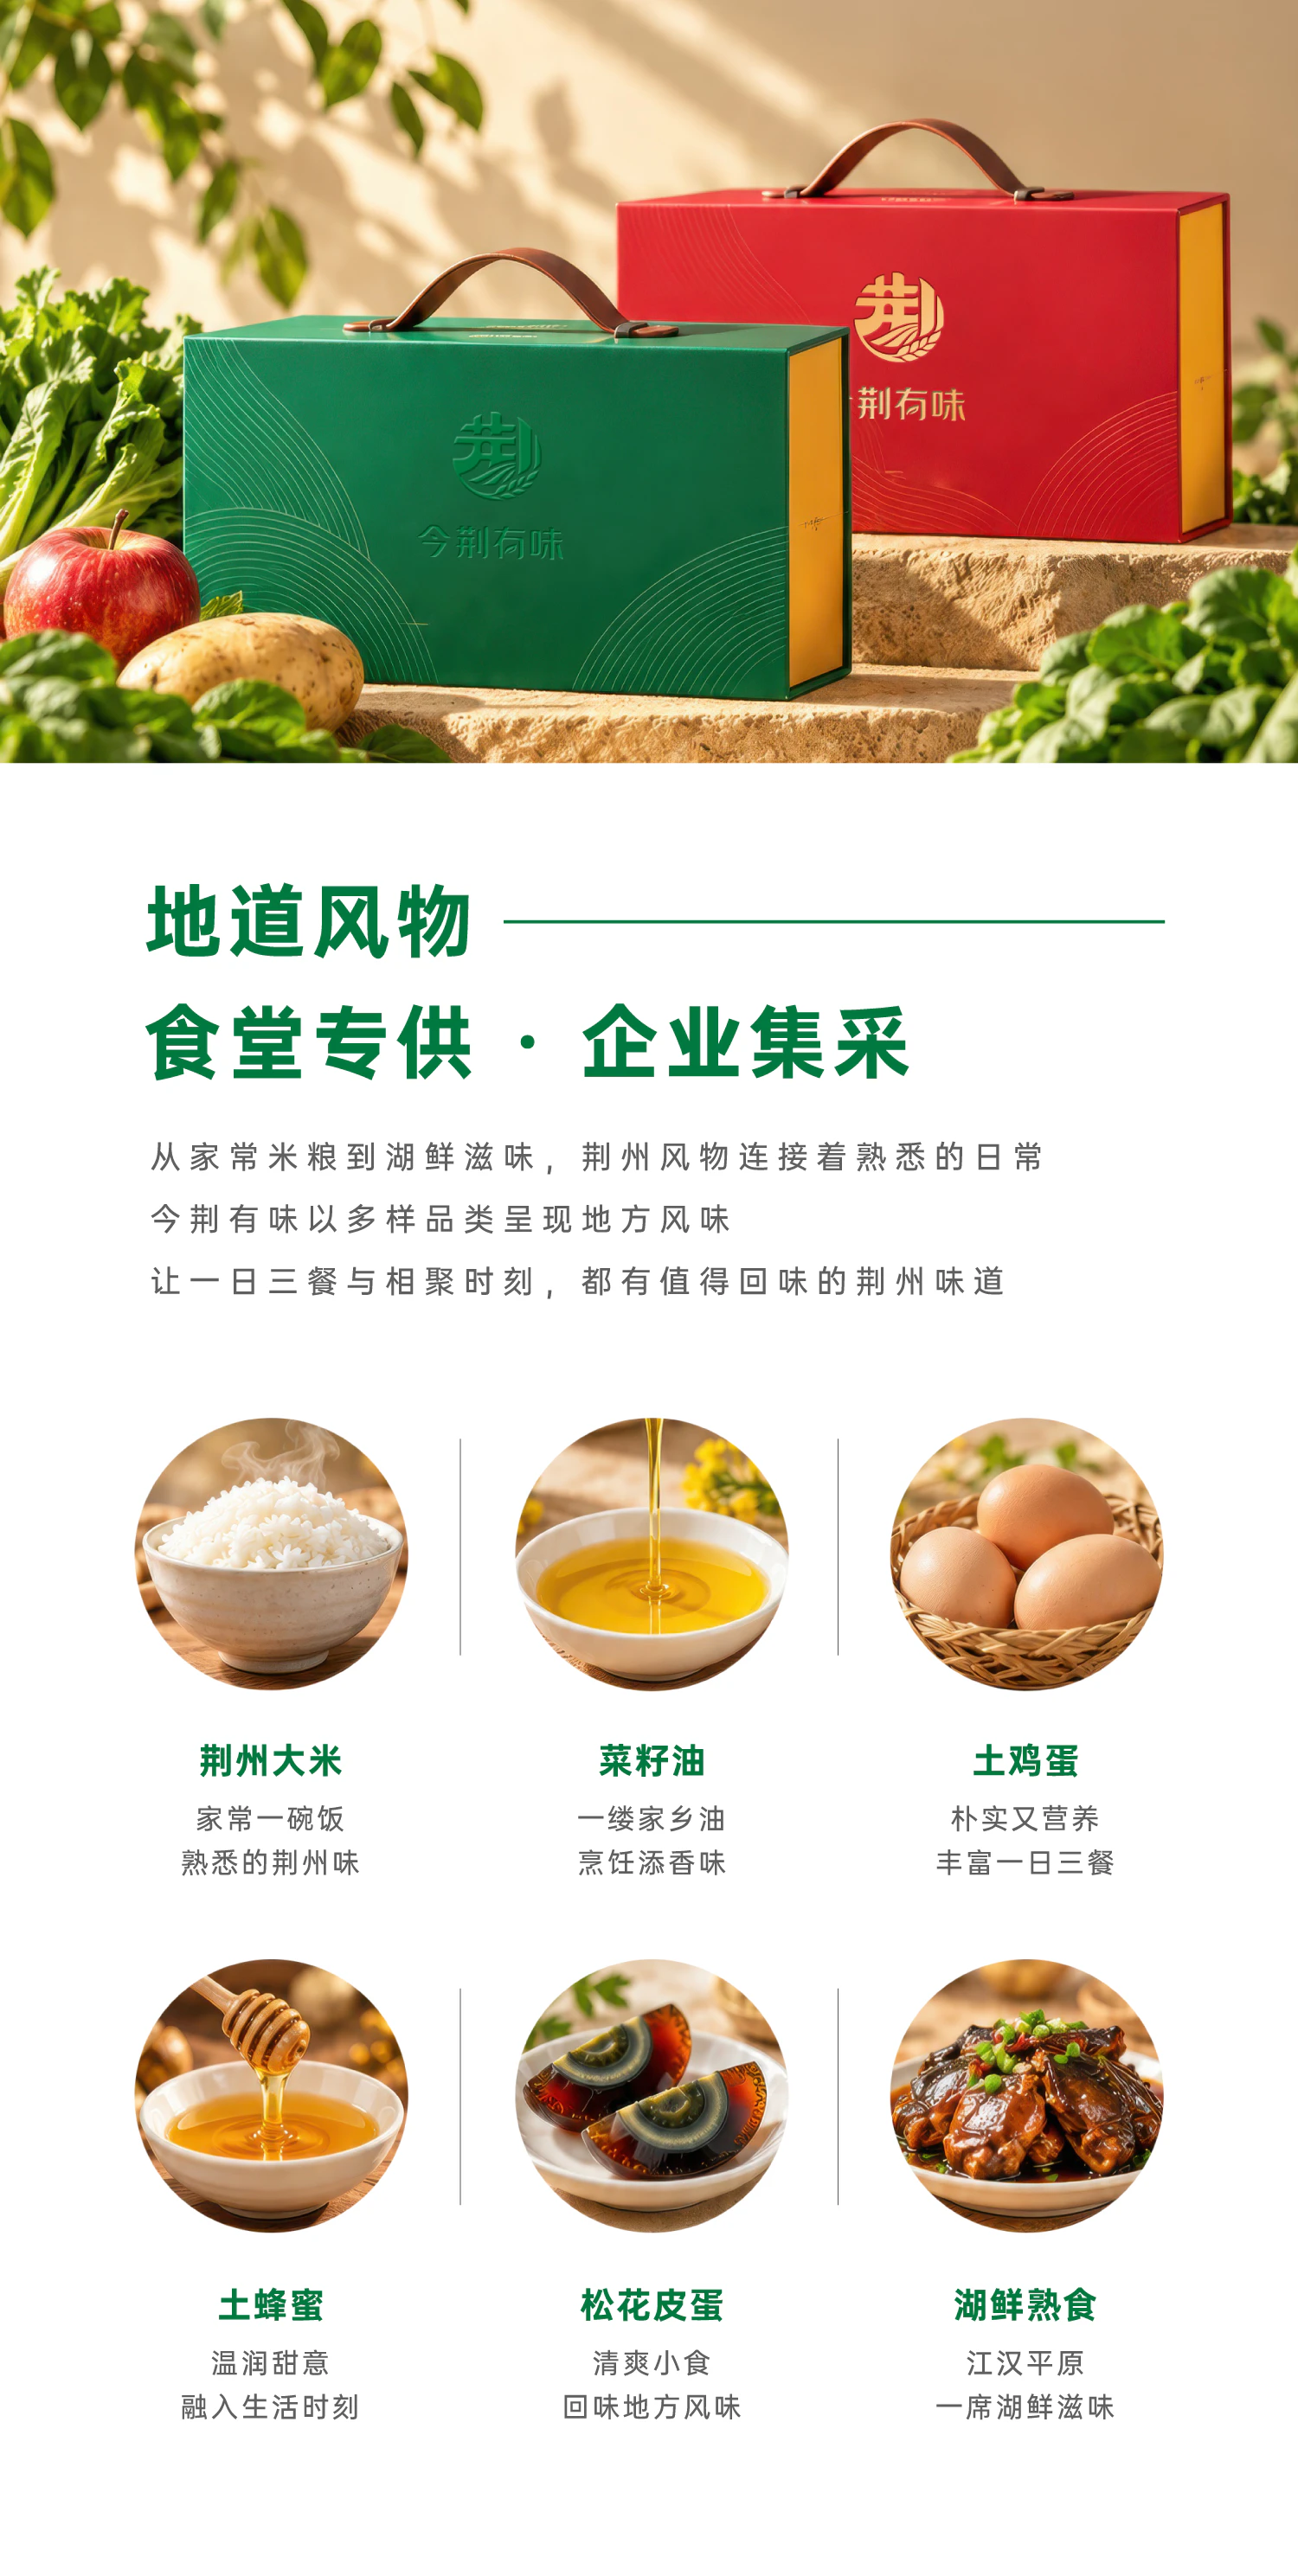 荆有味
今荆有味
地道风物
食堂专供 · 企业集采
从家常米粮到湖鲜滋味，荆州风物连接着熟悉的日常
今荆有味以多样品类呈现地方风味
让一日三餐与相聚时刻，都有值得回味的荆州味道
荆州大米
家常一碗饭
熟悉的荆州味
菜籽油
一缕家乡油
烹饪添香味
土鸡蛋
朴实又营养
丰富一日三餐
土蜂蜜
温润甜意
融入生活时刻
松花皮蛋
清爽小食
回味地方风味
湖鲜熟食
江汉平原
一席湖鲜滋味